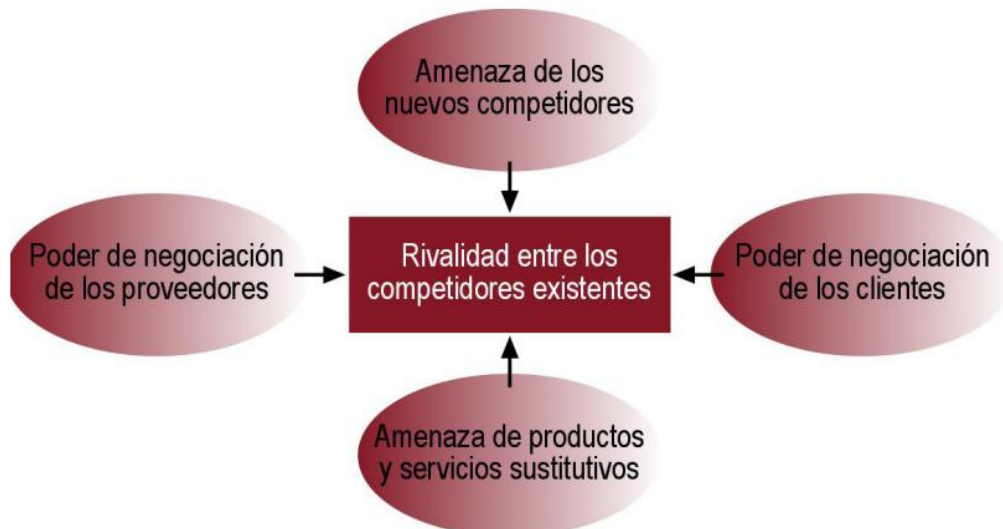 Amenaza de los
nuevos competidores
Poder de negociación
de los proveedores
Rivalidad entre los
competidores existentes
Poder de negociación
de los clientes
Amenaza de productos
y servicios sustitutivos